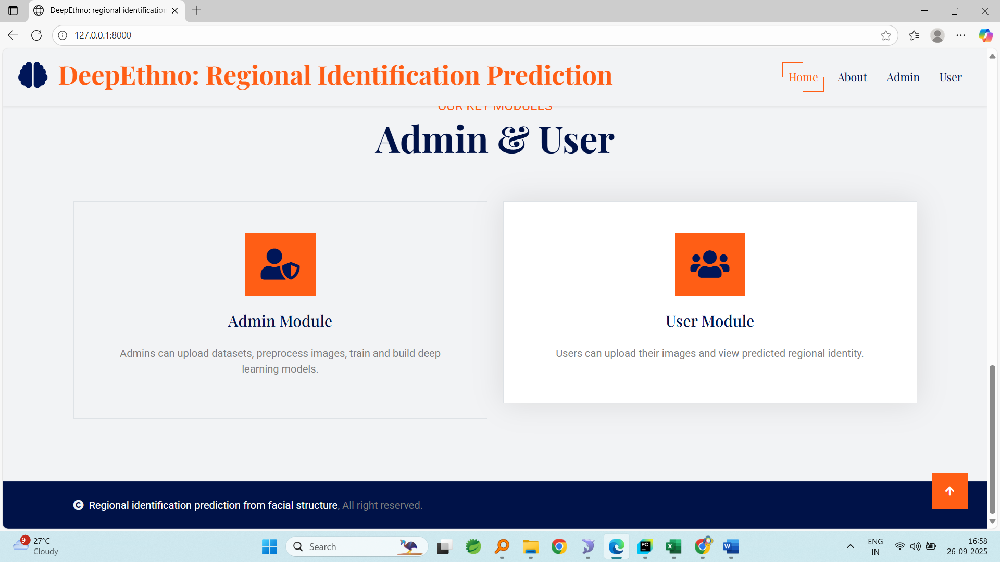 DeepEthno: regional identification
127.0.0.1:8000
DeepEthno: Regional Identification Prediction
Home
About
Admin
User
OUR KEY MODULES
Admin & User
Admin Module
Admins can upload datasets, preprocess images, train and build deep
learning models.
User Module
Users can upload their images and view predicted regional identity.
Regional identification prediction from facial structure, All right reserved.
9+
27°C
Cloudy
Search
PC
X
W
ENG
IN
16:58
26-09-2025